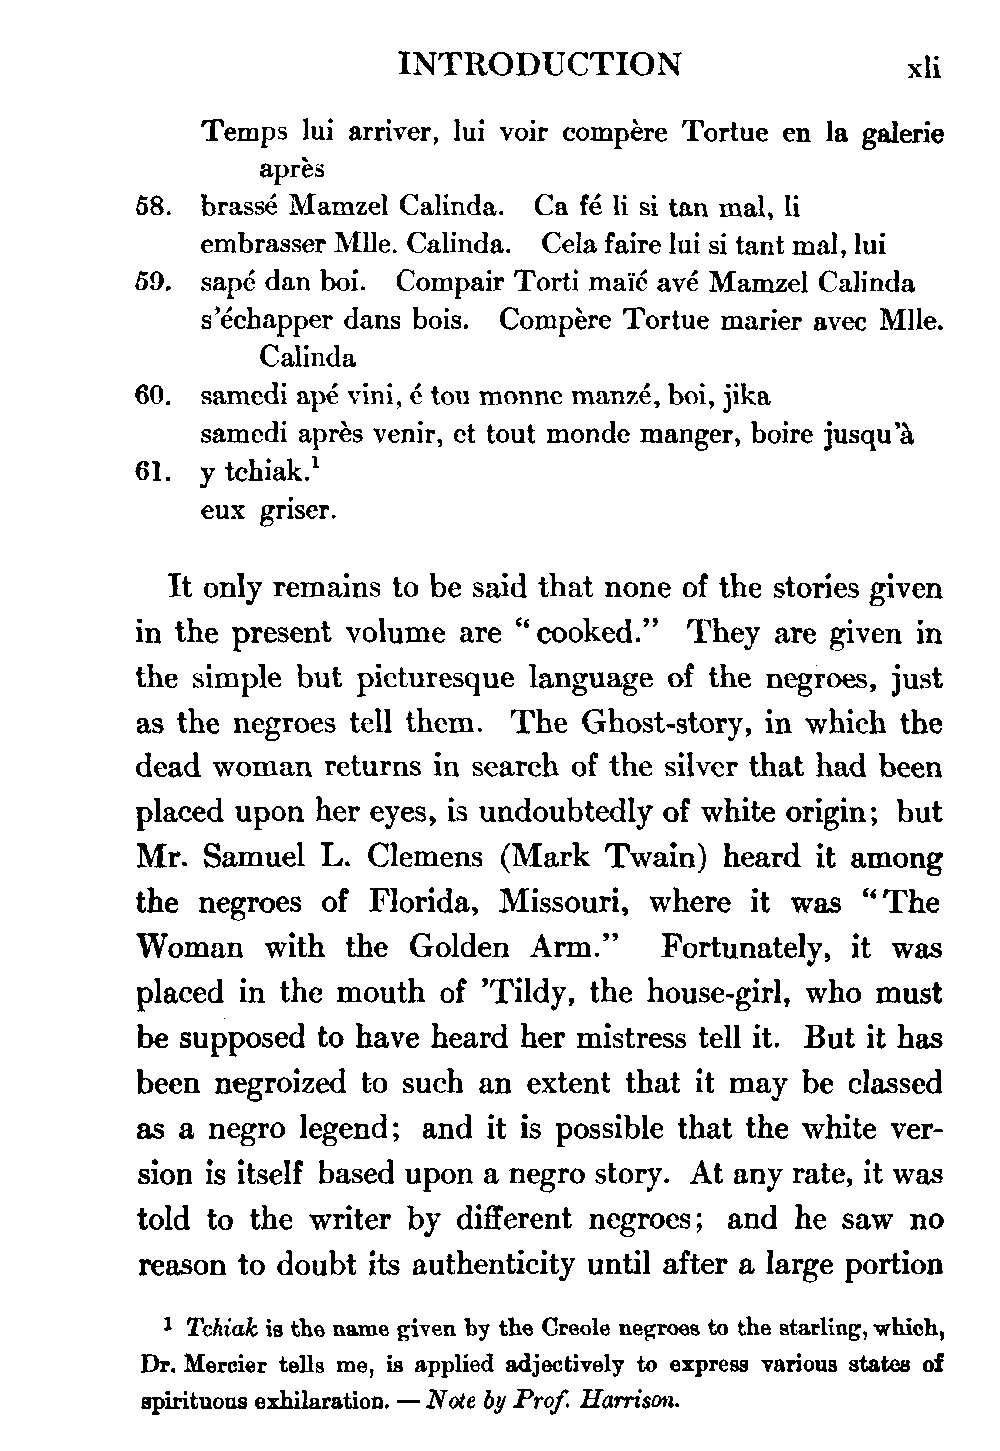 INTRODUCTION xli
Temps lui arriver, lui voir compère Tortue en la galerie
après
58. brassé Mamzel Calinda. Ca fé li si tan mal, li
embrasser Mlle. Calinda. Cela faire lui si tant mal, lui
59. sapé dan boi. Compair Torti maïé avé Mamzel Calinda
s'échapper dans bois. Compère Tortue marier avec Mlle.
Calinda
60. samedi apé vini, é tou monne manzé, boi, jika
samedi après venir, et tout monde manger, boire jusqu'à
61. y tchiak.¹
eux griser.
It only remains to be said that none of the stories given
in the present volume are “cooked.” They are given in
the simple but picturesque language of the negroes, just
as the negroes tell them. The Ghost-story, in which the
dead woman returns in search of the silver that had been
placed upon her eyes, is undoubtedly of white origin; but
Mr. Samuel L. Clemens (Mark Twain) heard it among
the negroes of Florida, Missouri, where it was “The
Woman with the Golden Arm.” Fortunately, it was
placed in the mouth of 'Tildy, the house-girl, who must
be supposed to have heard her mistress tell it. But it has
been negroized to such an extent that it may be classed
as a negro legend; and it is possible that the white ver-
sion is itself based upon a negro story. At any rate, it was
told to the writer by different negroes; and he saw no
reason to doubt its authenticity until after a large portion
¹ Tchiak is the name given by the Creole negroes to the starling, which,
Dr. Mercier tells me, is applied adjectively to express various states of
spirituous exhilaration. — Note by Prof. Harrison.